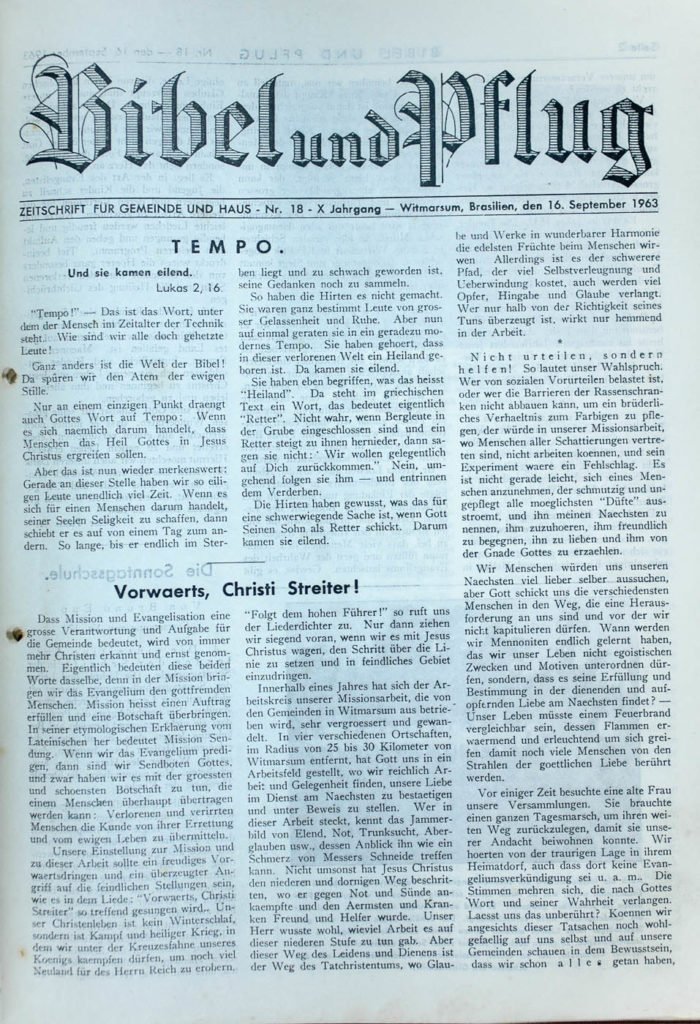 Bibel und Pflug
ZEITSCHRIFT FÜR GEMEINDE UND HAUS - Nr. 18 - X Jahrgang — Witmarsum, Brasilien, den 16. September 1963
TEMPO.
Und sie kamen eilend.
Lukas 2, 16.
"Tempo!" — Das ist das Wort, unter
dem der Mensch im Zeitalter der Technik
steht. Wie sind wir alle doch gehetzte
Leute!
Ganz anders ist die Welt der Bibel!
Da spüren wir den Atem der ewigen
Stille.
Nur an einem einzigen Punkt draengt
auch Gottes Wort auf Tempo: Wenn
es sich naemlich darum handelt, dass
Menschen das Heil Gottes in Jesus
Christus ergreifen sollen.
Aber das ist nun wieder merkenswert:
Gerade an dieser Stelle haben wir so eili-
gen Leute unendlich viel Zeit. Wenn es
sich für einen Menschen darum handelt,
seiner Seelen Seligkeit zu schaffen, dann
schiebt er es auf von einem Tag zum an-
dern. So lange, bis er endlich im Ster-
ben liegt und zu schwach geworden ist,
seine Gedanken noch zu sammeln.
So haben die Hirten es nicht gemacht.
Sie waren ganz bestimmt Leute von gros-
ser Gelassenheit und Ruhe. Aber nun
auf einmal geraten sie in ein geradezu mo-
dernes Tempo. Sie haben gehoert, dass
in dieser verlorenen Welt ein Heiland ge-
boren ist. Da kamen sie eilend.
Sie haben eben begriffen, was das heisst
"Heiland". Da steht im griechischen
Text ein Wort, das bedeutet eigentlich
"Retter". Nicht wahr, wenn Bergleute in
der Grube eingeschlossen sind und ein
Retter steigt zu ihnen hernieder, dann sa-
gen sie nicht: "Wir wollen gelegentlich
auf Dich zurückkommen." Nein, um-
gehend folgen sie ihm — und entrinnen
dem Verderben.
Die Hirten haben gewusst, was das für
eine schwerwiegende Sache ist, wenn Gott
Seinen Sohn als Retter schickt. Darum
kamen sie eilend.
Vorwaerts, Christi Streiter!
Dass Mission und Evangelisation eine
grosse Verantwortung und Aufgabe für
die Gemeinde bedeutet, wird von immer
mehr Christen erkannt und ernst genom-
men. Eigentlich bedeuten diese beiden
Worte dasselbe, denn in der Mission brin-
gen wir das Evangelium den gottfremden
Menschen. Mission heisst einen Auftrag
erfüllen und eine Botschaft überbringen.
In seiner etymologischen Erklaerung vom
Lateinischen her bedeutet Mission Sen-
dung. Wenn wir das Evangelium predi-
gen, dann sind wir Sendboten Gottes,
und zwar haben wir es mit der groessten
und schoensten Botschaft zu tun, die
einem Menschen überhaupt übertragen
werden kann: Verlorenen und verirrten
Menschen die Kunde von ihrer Errettung
und vom ewigen Leben zu übermitteln.
Unsere Einstellung zur Mission und
zu dieser Arbeit sollte ein freudiges Vor-
waertsdringen und ein überzeugter An-
griff auf die feindlichen Stellungen sein,
wie es in dem Liede: "Vorwaerts, Christi
Streiter" so treffend gesungen wird. Un-
ser Christenleben ist kein Winterschlaf,
sondern ist Kampf und heiliger Krieg, in
dem wir unter der Kreuzesfahne unseres
Koenigs kaempfen dürfen, um noch viel
Neuland für des Herrn Reich zu erobern.
"Folgt dem hohen Führer!" so ruft uns
der Liederdichter zu. Nur dann ziehen
wir siegend voran, wenn wir es mit Jesus
Christus wagen, den Schritt über die Li-
nie zu setzen und in feindliches Gebiet
einzudringen.
Innerhalb eines Jahres hat sich der Ar-
beitskreis unserer Missionsarbeit, die von
den Gemeinden in Witmarsum aus betrie-
ben wird, sehr vergroessert und gewan-
delt. In vier verschiedenen Ortschaften,
im Radius von 25 bis 30 Kilometer von
Witmarsum entfernt, hat Gott uns in ein
Arbeitsfeld gestellt, wo wir reichlich Ar-
beit und Gelegenheit finden, unsere Liebe
im Dienst am Naechsten zu bestaetigen
und unter Beweis zu stellen. Wer in
dieser Arbeit steckt, kennt das Jammer-
bild von Elend, Not, Trunksucht, Aber-
glauben usw., dessen Anblick ihm wie ein
Schmerz von Messers Schneide treffen
kann. Nicht umsonst hat Jesus Christus
den niederen und dornigen Weg beschrit-
ten, wo er gegen Not und Sünde an-
kaempfe und den Aermsten und Kran-
ken Freund und Helfer wurde. Unser
Herr wusste wohl, wieviel Arbeit es auf
dieser niederen Stufe zu tun gab. Aber
dieser Weg des Leidens und Dienens ist
der Weg des Tatchristentums, wo Glau-
be und Werke in wunderbarer Harmonie
die edelsten Früchte beim Menschen wir-
wen Allerdings ist es der schwerere
Pfad, der viel Selbstverleugnung und
Ueberwindung kostet, auch werden viel
Opfer, Hingabe und Glaube verlangt.
Wer nur halb von der Richtigkeit seines
Tuns überzeugt ist, wirkt nur hemmend
in der Arbeit.
*
Nicht urteilen, sondern
helfen! So lautet unser Wahlspruch.
Wer von sozialen Vorurteilen belastet ist,
oder wer die Barrieren der Rassenschran-
ken nicht abbauen kann, um ein brüderli-
ches Verhaeltnis zum Farbigen zu pfle-
gen, der würde in unserer Missionsarbeit,
wo Menschen aller Schattierungen vertre-
ten sind, nicht arbeiten koennen, und sein
Experiment waere ein Fehlschlag. Es
ist nicht gerade leicht, sich eines Men-
schen anzunehmen, der schmutzig und un-
gepflegt alle moeglichsten "Düfte" aus-
stroemt, und ihn meinen Naechsten zu
nennen, ihm zuzuhoeren, ihm freundlich
zu begegnen, ihn zu lieben und ihm von
der Gnade Gottes zu erzaehlen.
Wir Menschen würden uns unseren
Naechsten viel lieber selber aussuchen,
aber Gott schickt uns die verschiedensten
Menschen in den Weg, die eine Heraus-
forderung an uns sind und vor der wir
nicht kapitulieren dürfen. Wann werden
wir Mennoniten endlich gelernt haben,
das wir unser Leben nicht egoistischen
Zwecken und Motiven unterordnen dür-
fen, sondern, dass es seine Erfüllung und
Bestimmung in der dienenden und auf-
opfernden Liebe am Naechsten findet? —
Unser Leben müsste einem Feuerbrand
vergleichbar sein, dessen Flammen er-
waermend und erleuchtend um sich grei-
fen damit noch viele Menschen von den
Strahlen der goettlichen Liebe berührt
werden.
Vor einiger Zeit besuchte eine alte Frau
unsere Versammlungen. Sie brauchte
einen ganzen Tagesmarsch, um ihren wei-
ten Weg zurückzulegen, damit sie unse-
rer Andacht beiwohnen konnte. Wir
hoerten von der traurigen Lage in ihrem
Heimatdorf, auch dass dort keine Evan-
geliumsverkündigung sei u. a. m.. Die
Stimmen mehren sich, die nach Gottes
Wort und seiner Wahrheit verlangen.
Laesst uns das unberührt? Koennen wir
angesichts dieser Tatsachen noch wohl-
gefaellig auf uns selbst und auf unsere
Gemeinden schauen in dem Bewusstsein,
dass wir schon alles getan haben,